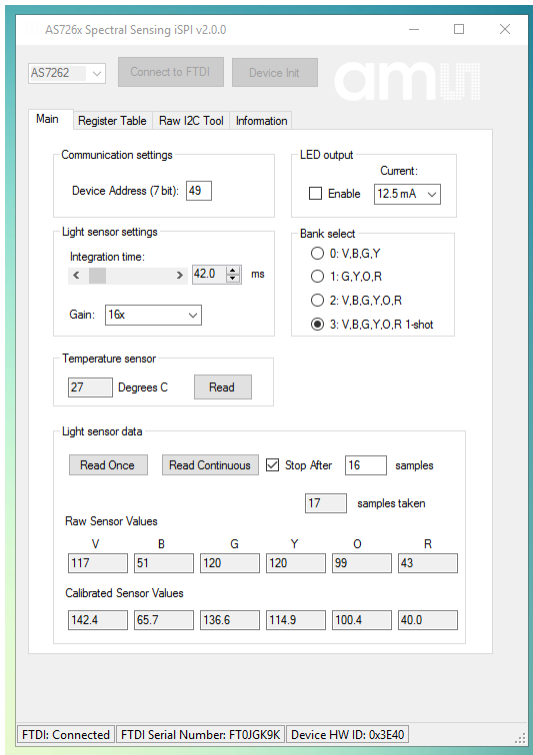 AS726x Spectral Sensing iSPI v2.0.0
AS7262 Connect to FTDI Device Init
amu
Main Register Table Raw I2C Tool Information
Communication settings
Device Address (7 bit): 49
LED output
Current:
Enable 12.5 mA
Light sensor settings
Integration time:
42.0 ms
Gain: 16x
Bank select
0: V,B,G,Y
1: G,Y,O,R
2: V,B,G,Y,O,R
3: V,B,G,Y,O,R 1-shot
Temperature sensor
27 Degrees C Read
Light sensor data
Read Once Read Continuous Stop After 16 samples
17 samples taken
Raw Sensor Values
V B G Y O R
117 51 120 120 99 43
Calibrated Sensor Values
142.4 65.7 136.6 114.9 100.4 40.0
FTDI: Connected FTDI Serial Number: FT0JGK9K Device HW ID: 0x3E40